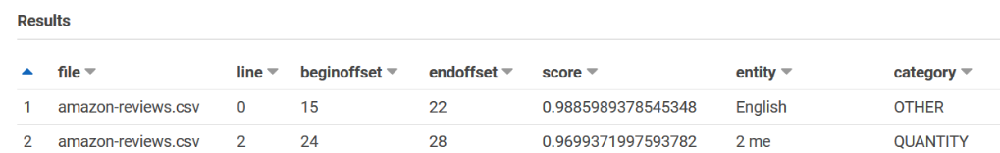 Results
file line beginoffset endoffset score entity category
1 amazon-reviews.csv 0 15 22 0.9885989378545348 English OTHER
2 amazon-reviews.csv 2 24 28 0.9699371997593782 2 me QUANTITY